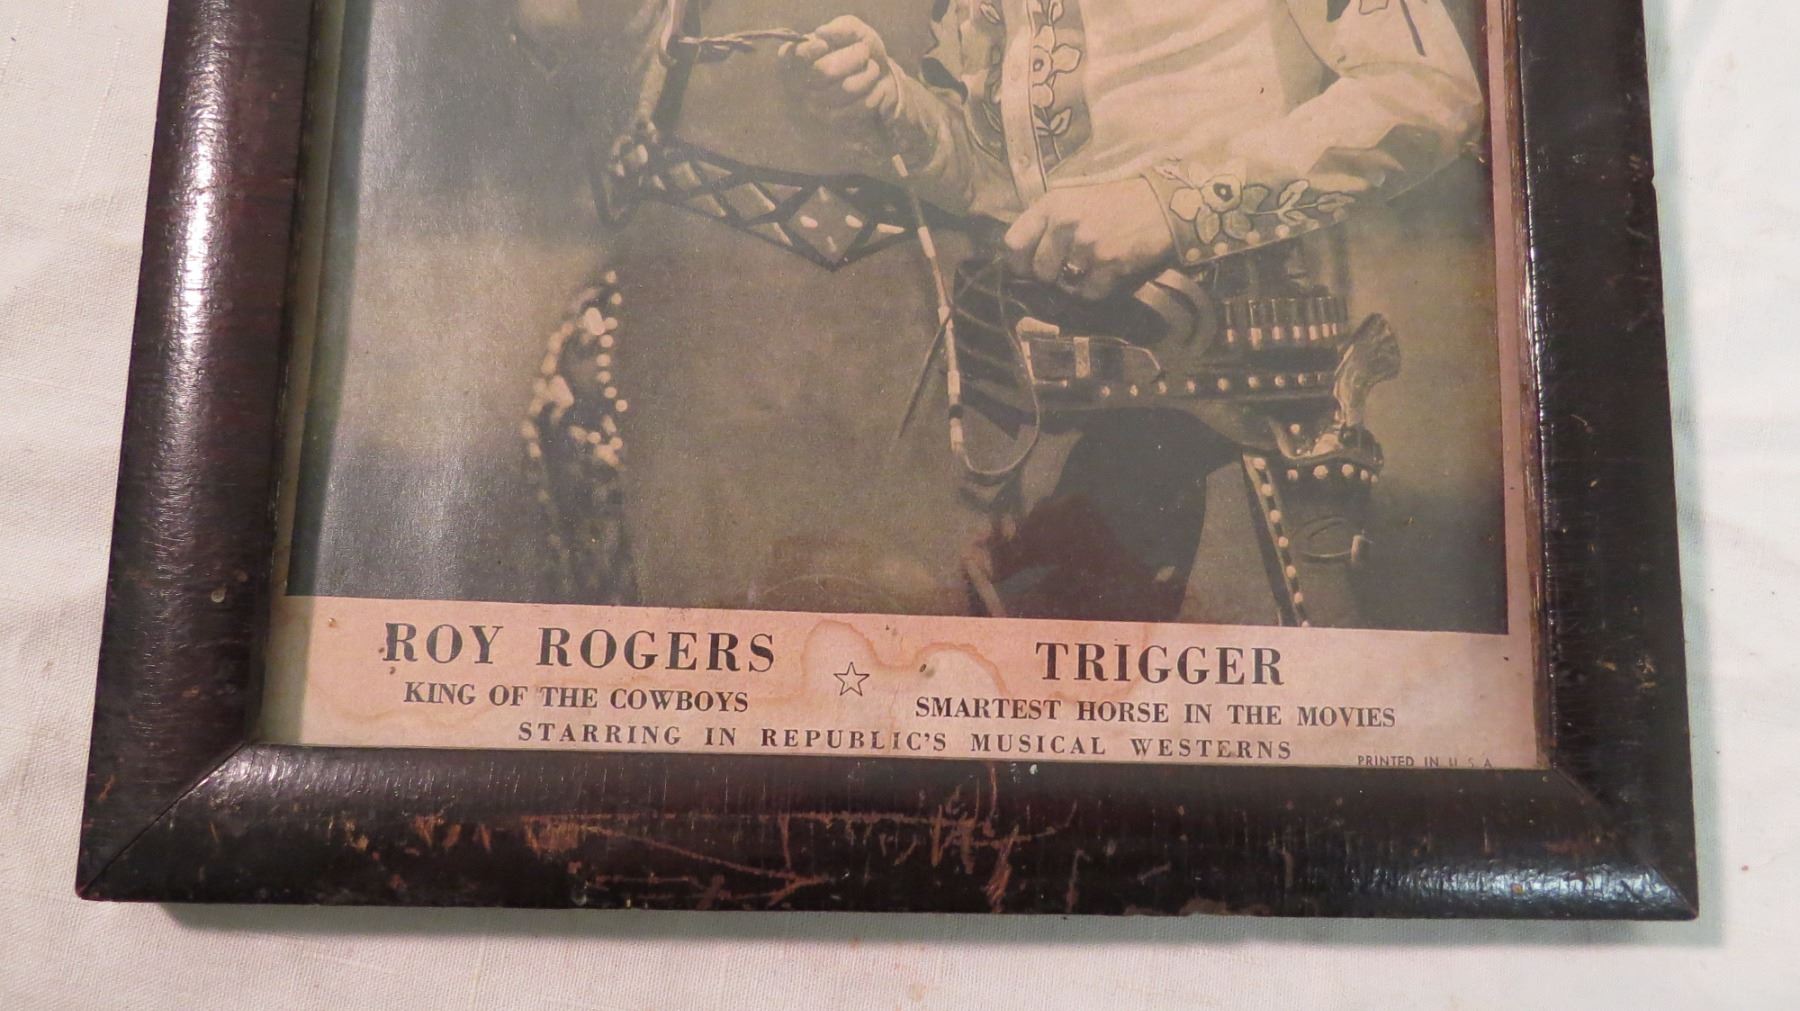 ROY ROGERS ☆ TRIGGER
KING OF THE COWBOYS SMARTEST HORSE IN THE MOVIES
STARRING IN REPUBLIC'S MUSICAL WESTERNS
PRINTED IN U.S.A.